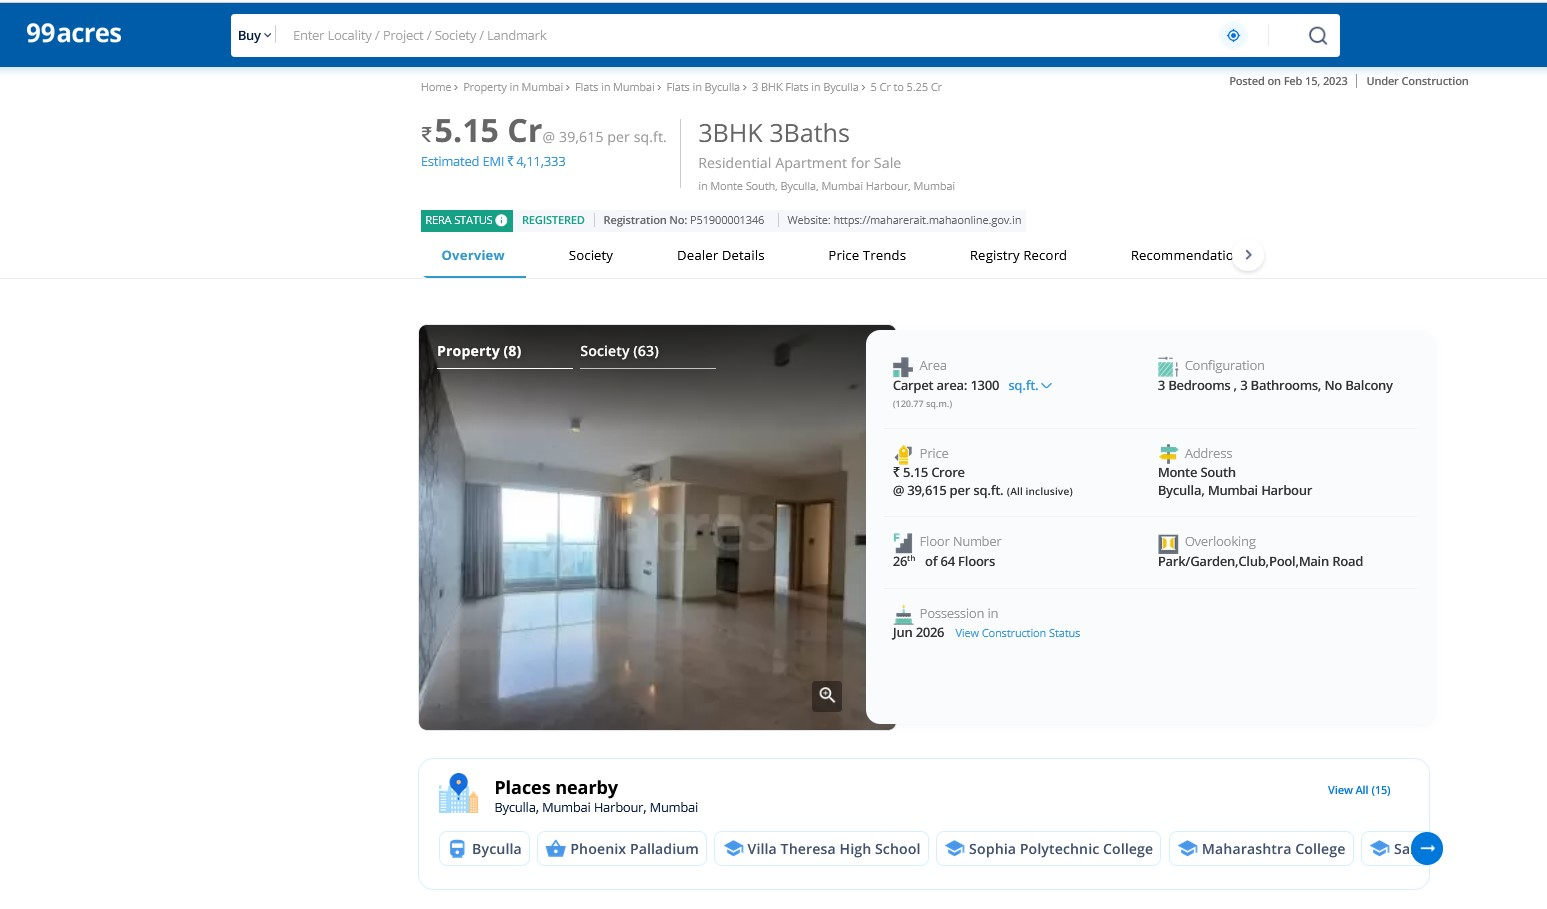 99acres
Buy
Enter Locality / Project / Society / Landmark
Home › Property in Mumbai › Flats in Mumbai › Flats in Byculla › 3 BHK Flats in Byculla › 5 Cr to 5.25 Cr
Posted on Feb 15, 2023 | Under Construction
₹ 5.15 Cr @ 39,615 per sq.ft.
Estimated EMI ₹ 4,11,333
3BHK 3Baths
Residential Apartment for Sale
in Monte South, Byculla, Mumbai Harbour, Mumbai
RERA STATUS i REGISTERED | Registration No: P51900001346 | Website: https://maharerait.mahaonline.gov.in
Overview Society Dealer Details Price Trends Registry Record Recommendatio
Property (8) Society (63)
acres
Area
Carpet area: 1300 sq.ft.
(120.77 sq.m.)
Configuration
3 Bedrooms , 3 Bathrooms, No Balcony
Price
₹ 5.15 Crore
@ 39,615 per sq.ft. (All inclusive)
Address
Monte South
Byculla, Mumbai Harbour
F
Floor Number
26th of 64 Floors
Overlooking
Park/Garden,Club,Pool,Main Road
Possession in
Jun 2026 View Construction Status
Places nearby
Byculla, Mumbai Harbour, Mumbai
View All (15)
Byculla Phoenix Palladium Villa Theresa High School Sophia Polytechnic College Maharashtra College Sa